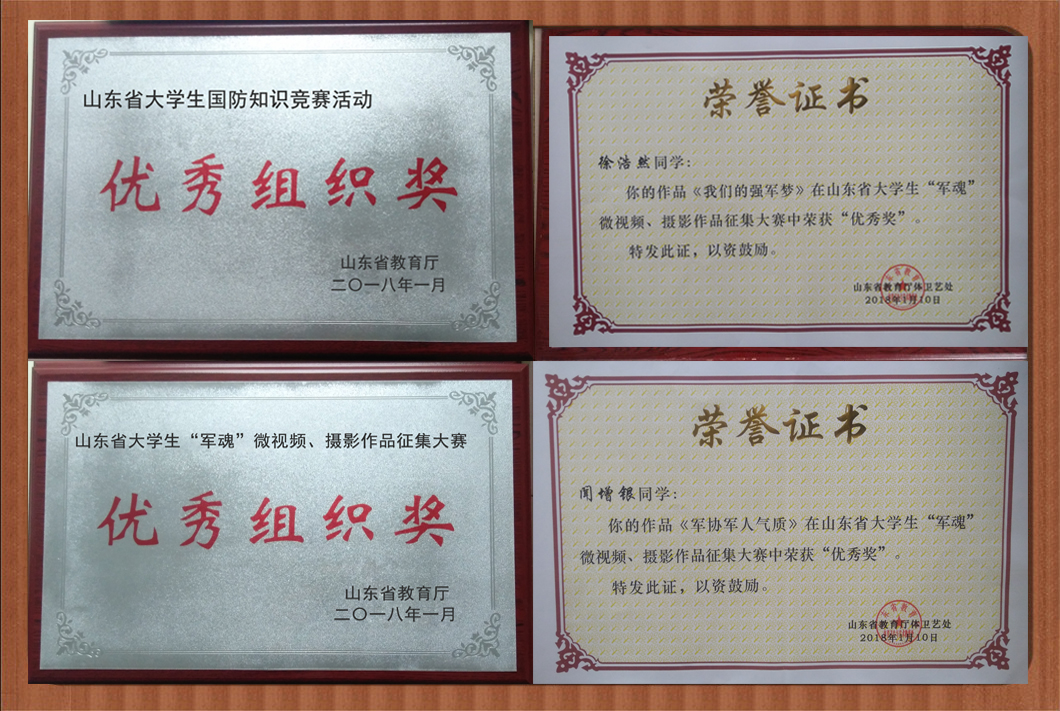 山东省大学生国防知识竞赛活动
优秀组织奖
山东省教育厅
二〇一八年一月
荣誉证书
徐浩然同学：
你的作品《我们的强军梦》在山东省大学生“军魂”
微视频、摄影作品征集大赛中荣获“优秀奖”。
特发此证，以资鼓励。
山东省教育厅体卫艺处
2018年1月10日
山东省大学生“军魂”微视频、摄影作品征集大赛
优秀组织奖
山东省教育厅
二〇一八年一月
荣誉证书
闻增银同学：
你的作品《军协军人气质》在山东省大学生“军魂”
微视频、摄影作品征集大赛中荣获“优秀奖”。
特发此证，以资鼓励。
山东省教育厅体卫艺处
2018年1月10日